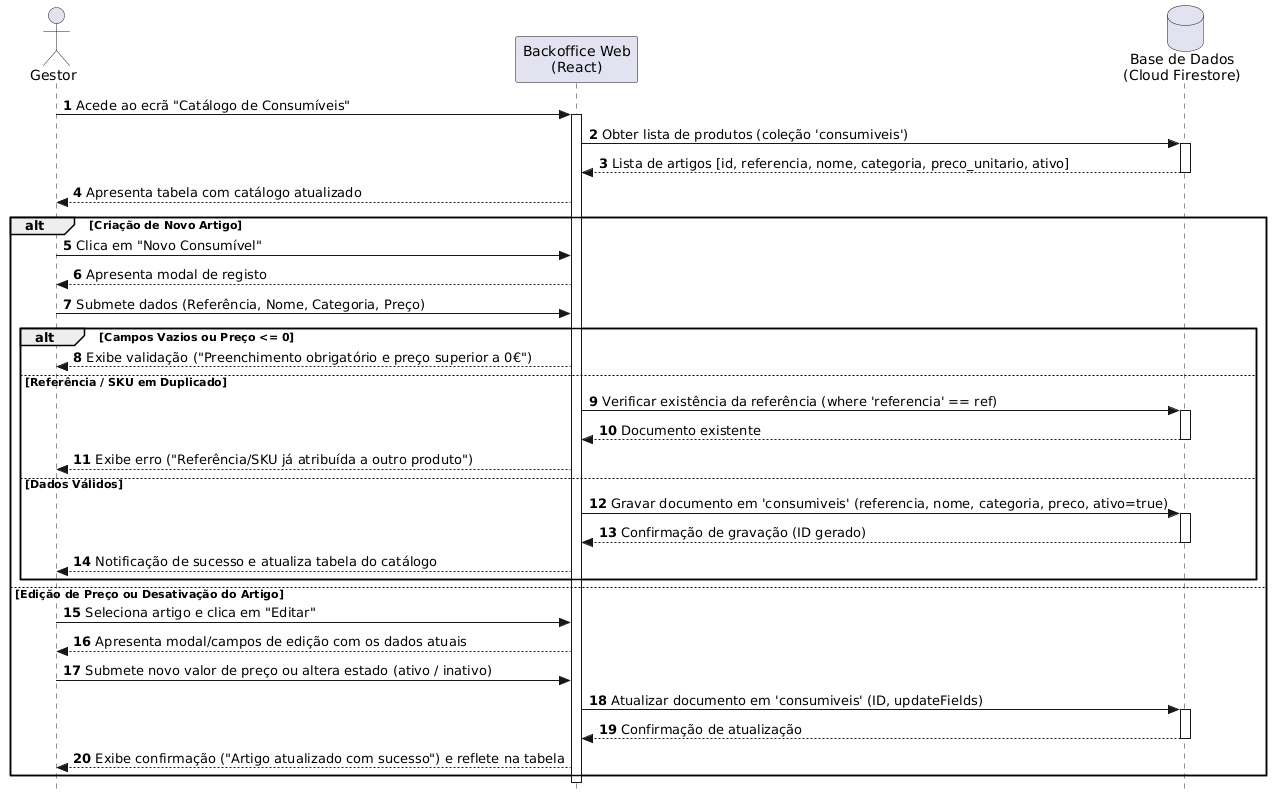 Gestor
Backoffice Web
(React)
Base de Dados
(Cloud Firestore)
1 Acede ao ecrã "Catálogo de Consumíveis"
2 Obter lista de produtos (coleção 'consumiveis')
3 Lista de artigos [id, referencia, nome, categoria, preco_unitario, ativo]
4 Apresenta tabela com catálogo atualizado
alt [Criação de Novo Artigo]
5 Clica em "Novo Consumível"
6 Apresenta modal de registo
7 Submete dados (Referência, Nome, Categoria, Preço)
alt [Campos Vazios ou Preço <= 0]
8 Exibe validação ("Preenchimento obrigatório e preço superior a 0€")
[Referência / SKU em Duplicado]
9 Verificar existência da referência (where 'referencia' == ref)
10 Documento existente
11 Exibe erro ("Referência/SKU já atribuída a outro produto")
[Dados Válidos]
12 Gravar documento em 'consumiveis' (referencia, nome, categoria, preco, ativo=true)
13 Confirmação de gravação (ID gerado)
14 Notificação de sucesso e atualiza tabela do catálogo
[Edição de Preço ou Desativação do Artigo]
15 Seleciona artigo e clica em "Editar"
16 Apresenta modal/campos de edição com os dados atuais
17 Submete novo valor de preço ou altera estado (ativo / inativo)
18 Atualizar documento em 'consumiveis' (ID, updateFields)
19 Confirmação de atualização
20 Exibe confirmação ("Artigo atualizado com sucesso") e reflete na tabela